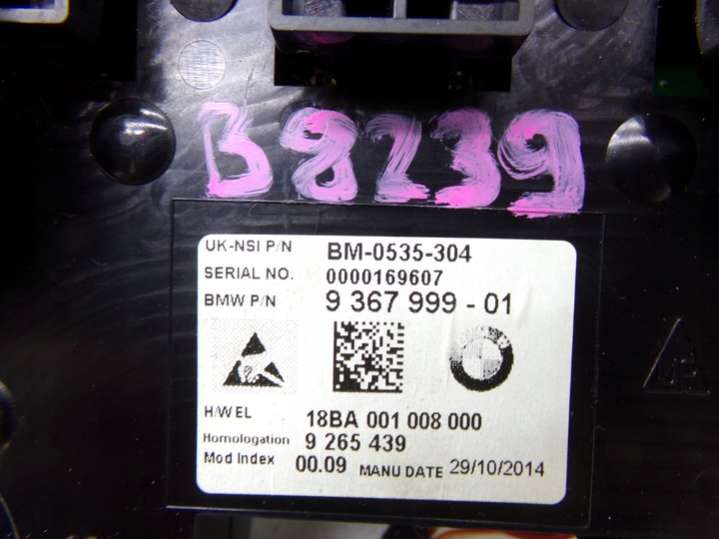 B8239
UK-NSI P/N BM-0535-304
SERIAL NO. 0000169607
BMW P/N 9 367 999 - 01
H/W EL 18BA 001 008 000
Homologation 9 265 439
Mod Index 00.09 MANU DATE 29/10/2014